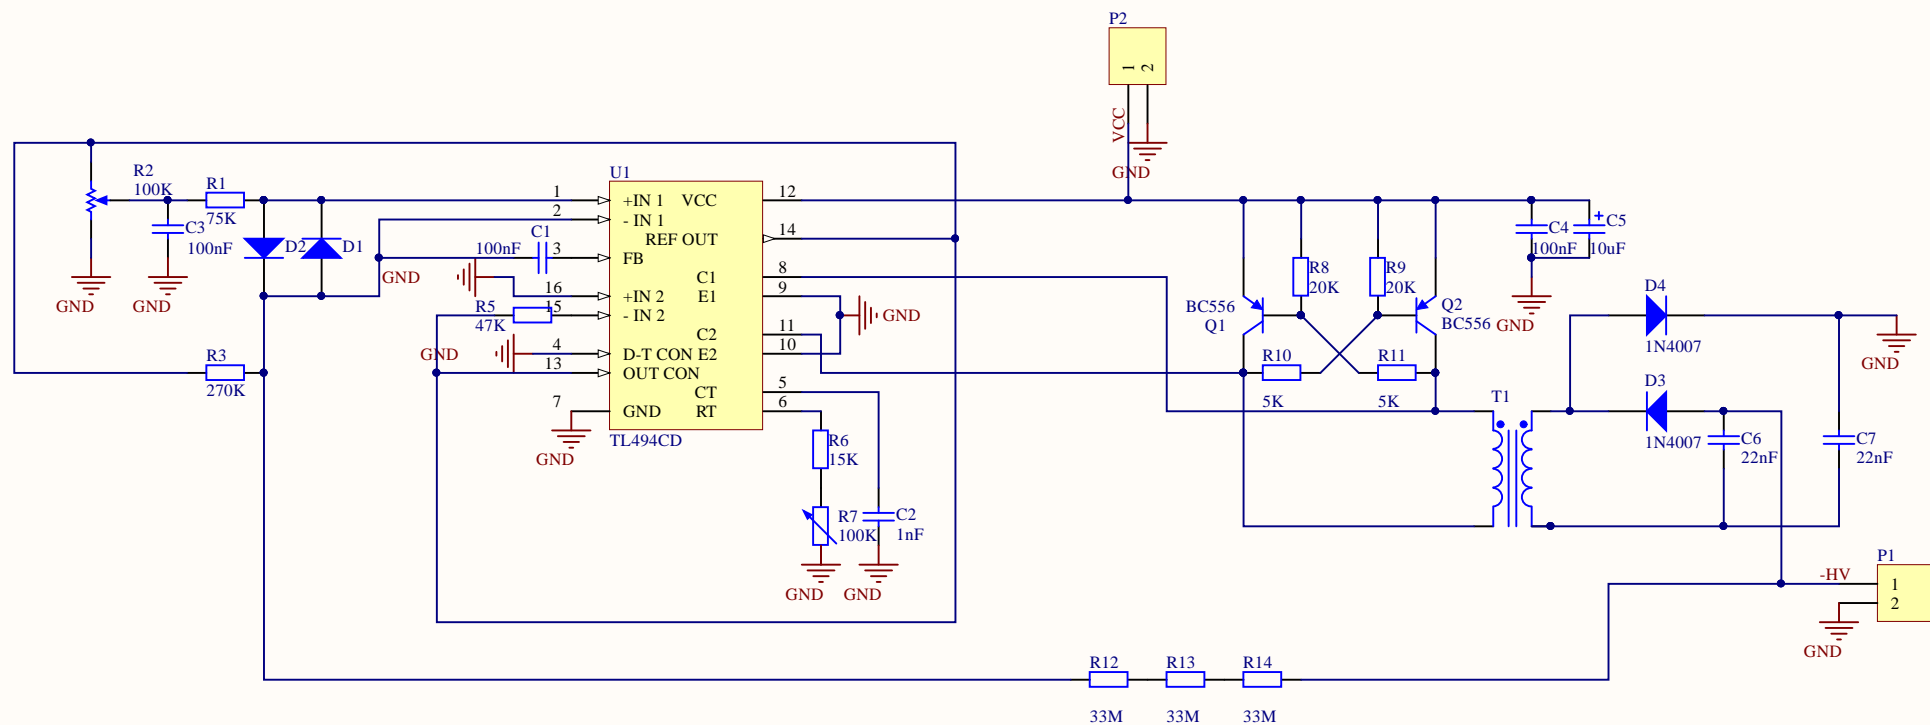 P2
1
2
VCC
GND
R2
100K
R1
75K
C3
100nF
GND
GND
D2
D1
GND
U1
1
2
3
16
15
4
13
7
+IN 1
- IN 1
FB
+IN 2
- IN 2
D-T CON
OUT CON
GND
VCC
REF OUT
C1
E1
C2
E2
CT
RT
12
14
8
9
11
10
5
6
TL494CD
100nF
C1
R5
47K
GND
GND
R3
270K
GND
R6
15K
R7
100K
GND
C2
1nF
GND
BC556
Q1
R8
20K
R9
20K
Q2
BC556
R10
5K
R11
5K
C4
100nF
C5
+
10uF
GND
D4
1N4007
D3
1N4007
GND
T1
C6
22nF
C7
22nF
P1
-HV
1
2
GND
R12
33M
R13
33M
R14
33M